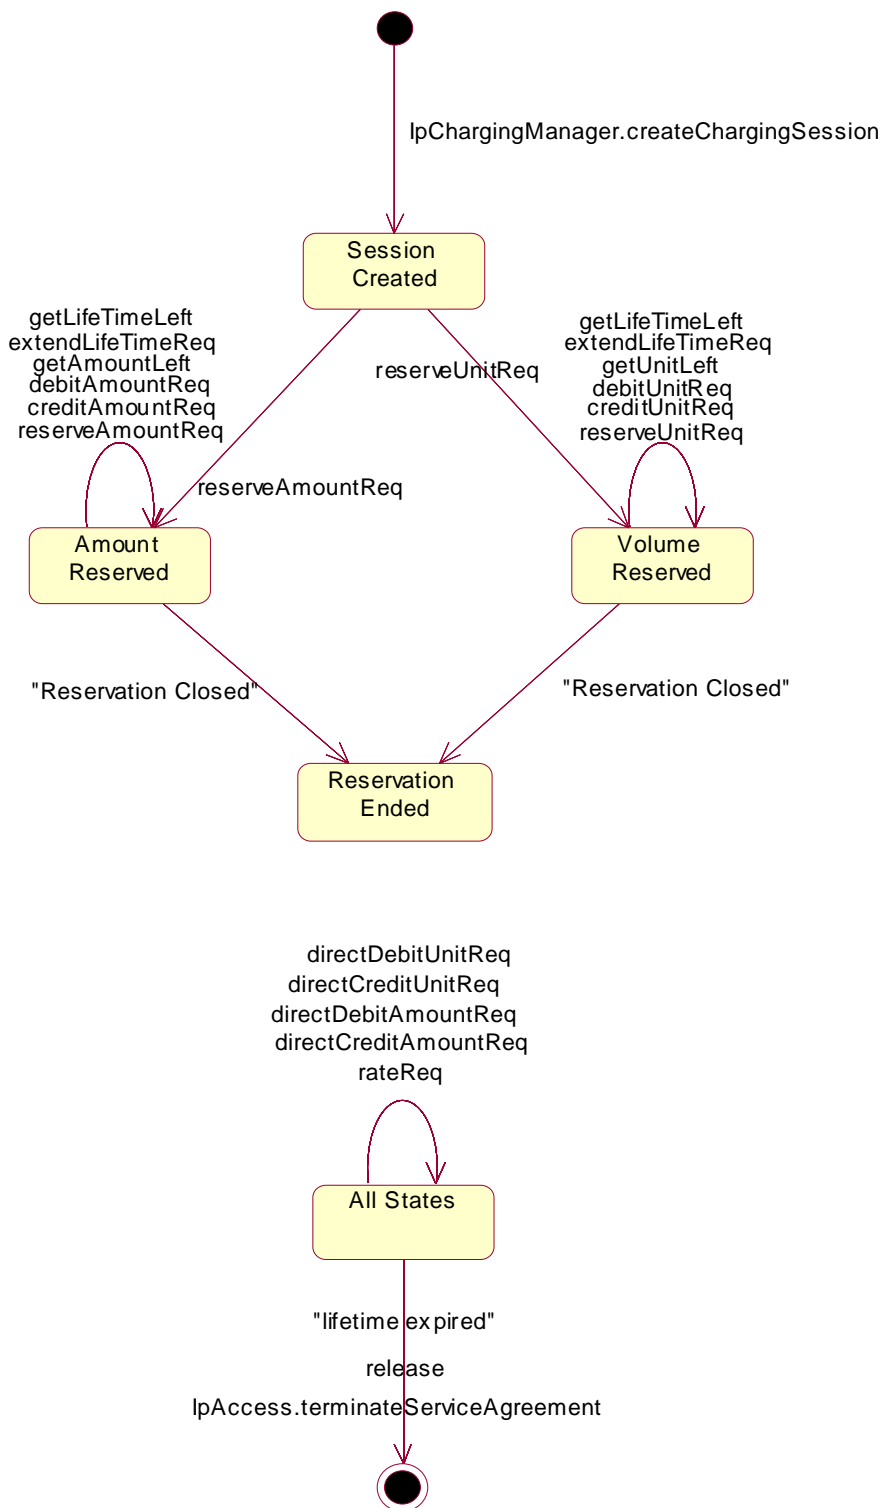 IpChargingManager.createChargingSession
Session
Created
getLifeTimeLeft
extendLifeTimeReq
getAmountLeft
debitAmountReq
creditAmountReq
reserveAmountReq
getLifeTimeLeft
extendLifeTimeReq
getUnitLeft
debitUnitReq
creditUnitReq
reserveUnitReq
reserveUnitReq
reserveAmountReq
Amount
Reserved
Volume
Reserved
"Reservation Closed"
"Reservation Closed"
Reservation
Ended
directDebitUnitReq
directCreditUnitReq
directDebitAmountReq
directCreditAmountReq
rateReq
All States
"lifetime expired"
release
IpAccess.terminateServiceAgreement